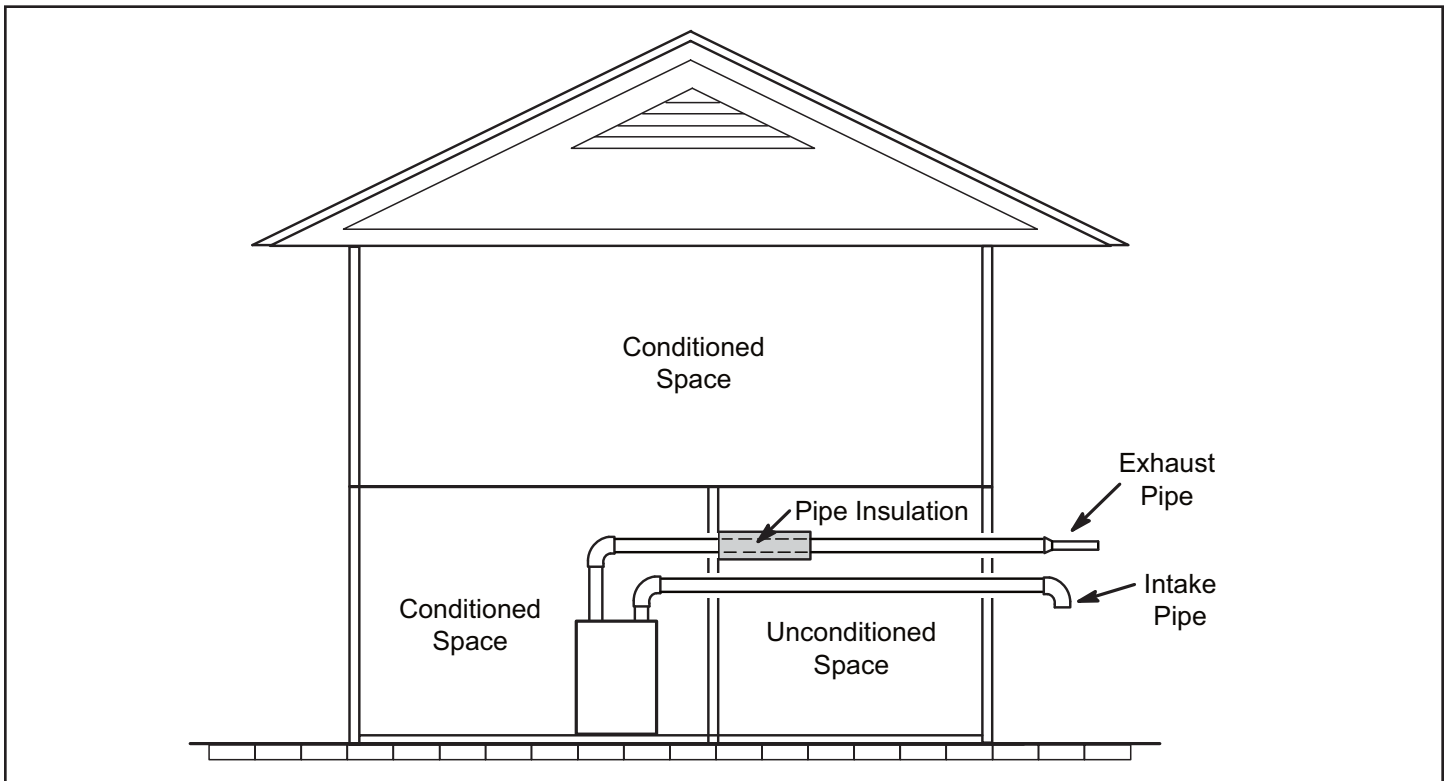 Conditioned
Space
Exhaust
Pipe
Pipe Insulation
Intake
Pipe
Conditioned
Space
Unconditioned
Space